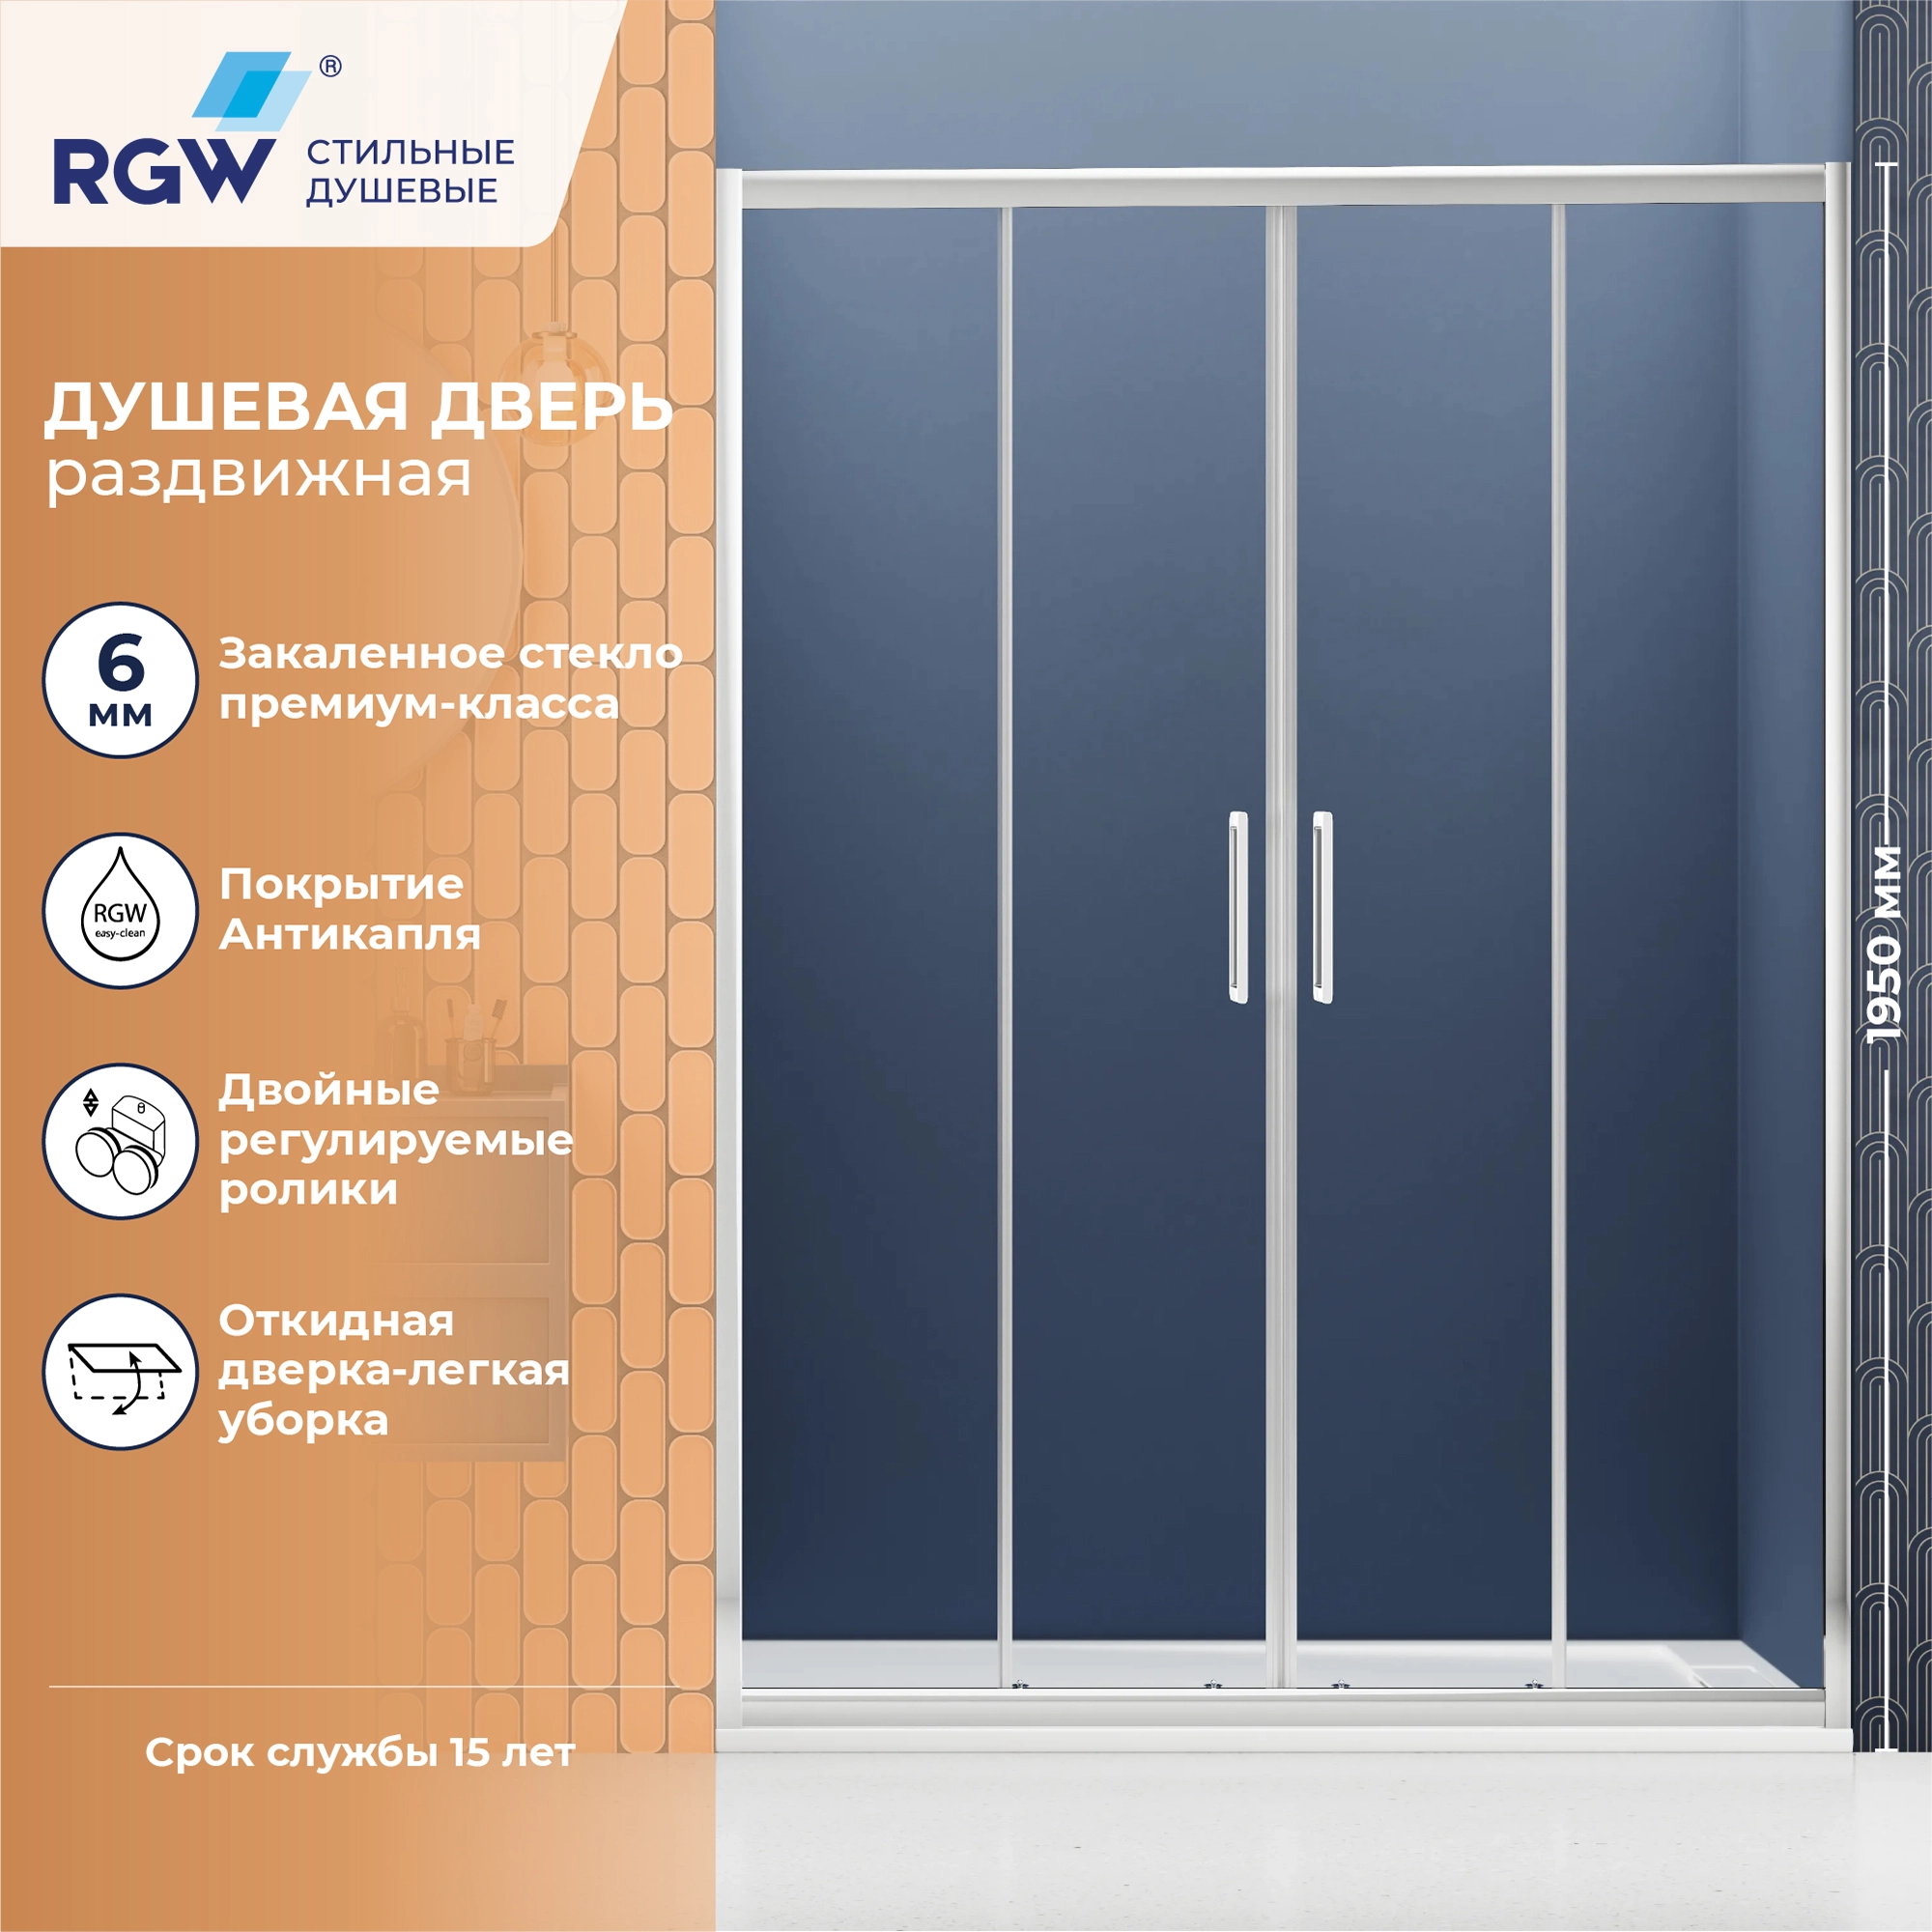 ®
RGW
СТИЛЬНЫЕ
ДУШЕВЫЕ
ДУШЕВАЯ ДВЕРЬ
раздвижная
6
мм
Закаленное стекло
премиум-класса
RGW
easy-clean
Покрытие
Антикапля
Двойные
регулируемые
ролики
Откидная
дверка-легкая
уборка
Срок службы 15 лет
1950 мм